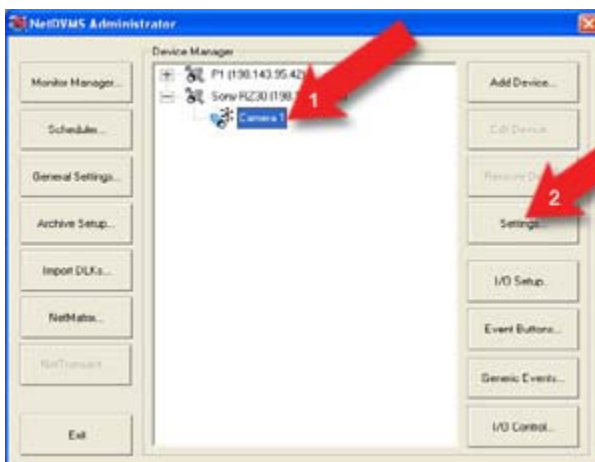 NetDVMS Administrator
Device Manager
Monitor Manager...
Scheduler...
General Settings...
Archive Setup...
Import DLKs...
NetMatrix...
NetTransact...
Exit
P1 (198.143.95.42)
Sony RZ30 (198.
Camera 1
1
Add Device...
Edit Device...
Remove
2
Settings...
I/O Setup...
Event Buttons...
Generic Events...
I/O Control...